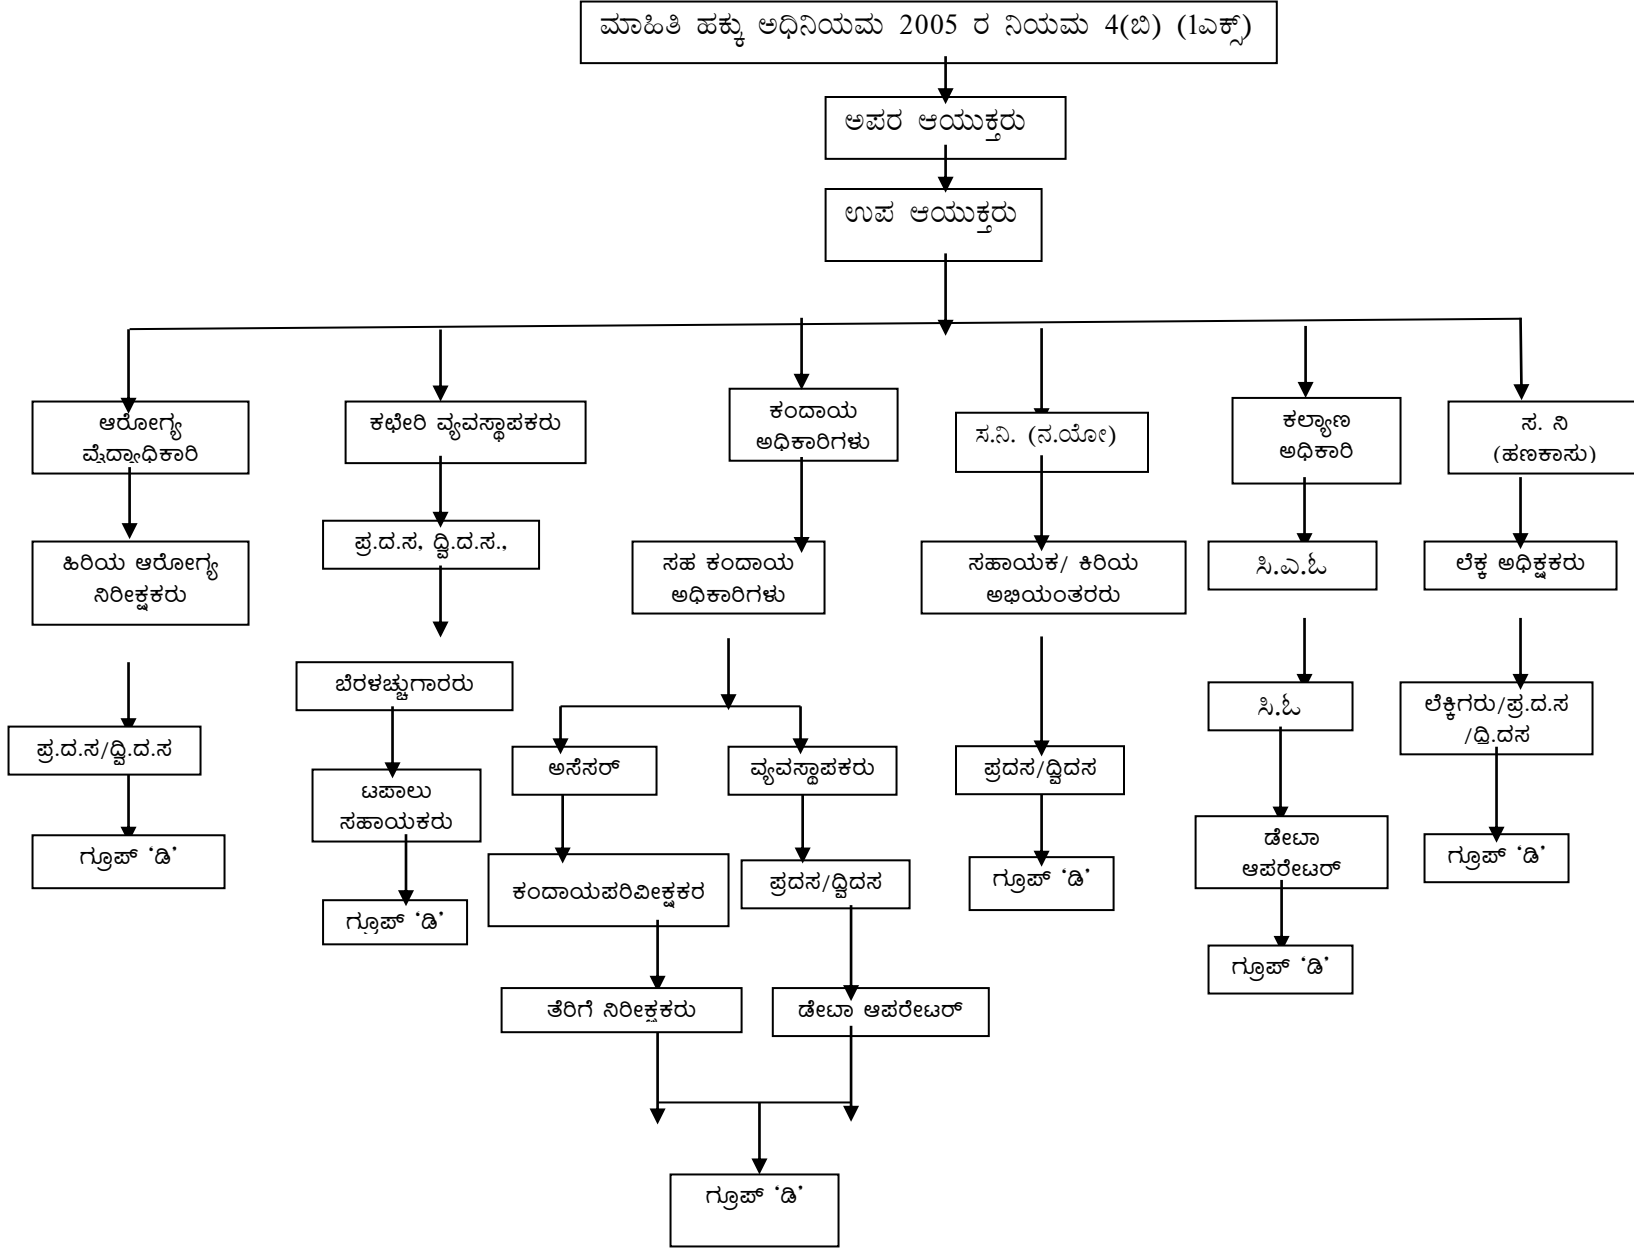 ಮಾಹಿತಿ ಹಕ್ಕು ಅಧಿನಿಯಮ 2005 ರ ನಿಯಮ 4(ಬಿ) (1ಎಕ್ಸ್)
ಅಪರ ಆಯುಕ್ತರು
ಉಪ ಆಯುಕ್ತರು
ಆರೋಗ್ಯ
ವೈದ್ಯಾಧಿಕಾರಿ
ಕಛೇರಿ ವ್ಯವಸ್ಥಾಪಕರು
ಕಂದಾಯ
ಅಧಿಕಾರಿಗಳು
ಸ.ನಿ. (ನ.ಯೋ)
ಕಲ್ಯಾಣ
ಅಧಿಕಾರಿ
ಸ. ನಿ
(ಹಣಕಾಸು)
ಹಿರಿಯ ಆರೋಗ್ಯ
ನಿರೀಕ್ಷಕರು
ಪ್ರ.ದ.ಸ, ದ್ವಿ.ದ.ಸ.,
ಸಹ ಕಂದಾಯ
ಅಧಿಕಾರಿಗಳು
ಸಹಾಯಕ/ ಕಿರಿಯ
ಅಭಿಯಂತರರು
ಸಿ.ಎ.ಓ
ಲೆಕ್ಕ ಅಧಿಕ್ಷಕರು
ಪ್ರ.ದ.ಸ/ದ್ವಿ.ದ.ಸ
ಬೆರಳಚ್ಚುಗಾರರು
ಅಸೆಸರ್
ವ್ಯವಸ್ಥಾಪಕರು
ಪ್ರದಸ/ದ್ವಿದಸ
ಸಿ.ಓ
ಲೆಕ್ಕಿಗರು/ಪ್ರ.ದ.ಸ
/ದ್ವಿ.ದಸ
ಗ್ರೂಪ್ ‘ಡಿ’
ಟಪಾಲು
ಸಹಾಯಕರು
ಕಂದಾಯಪರಿವೀಕ್ಷಕರ
ಪ್ರದಸ/ದ್ವಿದಸ
ಗ್ರೂಪ್ ‘ಡಿ’
ಡೇಟಾ
ಆಪರೇಟರ್
ಗ್ರೂಪ್ ‘ಡಿ’
ಗ್ರೂಪ್ ‘ಡಿ’
ತೆರಿಗೆ ನಿರೀಕ್ಷಕರು
ಡೇಟಾ ಆಪರೇಟರ್
ಗ್ರೂಪ್ ‘ಡಿ’
ಗ್ರೂಪ್ ‘ಡಿ’